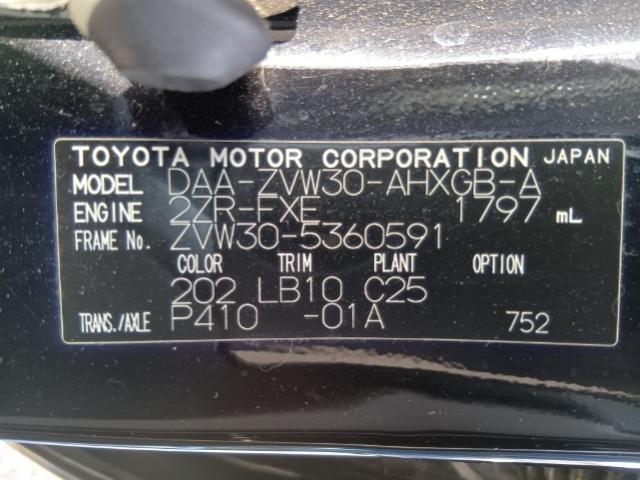 TOYOTA MOTOR CORPORATION JAPAN
MODEL DAA-ZVW30-AHXGB-A
ENGINE 2ZR-FXE 1797 mL
FRAME No. ZVW30-5360591
COLOR TRIM PLANT OPTION
202 LB10 C25
TRANS./AXLE P410 -01A 752